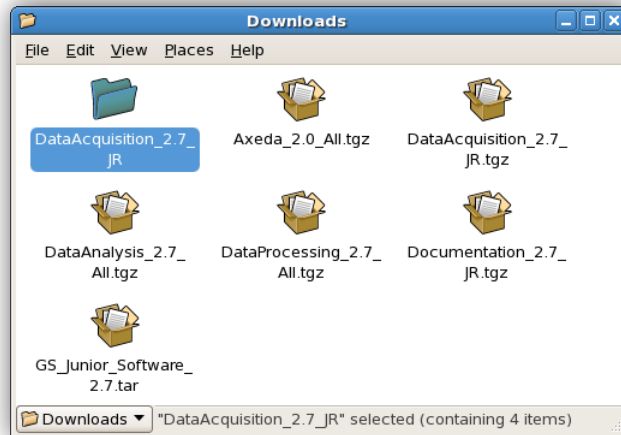 Downloads
File Edit View Places Help
DataAcquisition_2.7_
JR
Axeda_2.0_All.tgz
DataAcquisition_2.7_
JR.tgz
DataAnalysis_2.7_
All.tgz
DataProcessing_2.7_
All.tgz
Documentation_2.7_
JR.tgz
GS_Junior_Software_
2.7.tar
Downloads "DataAcquisition_2.7_JR" selected (containing 4 items)